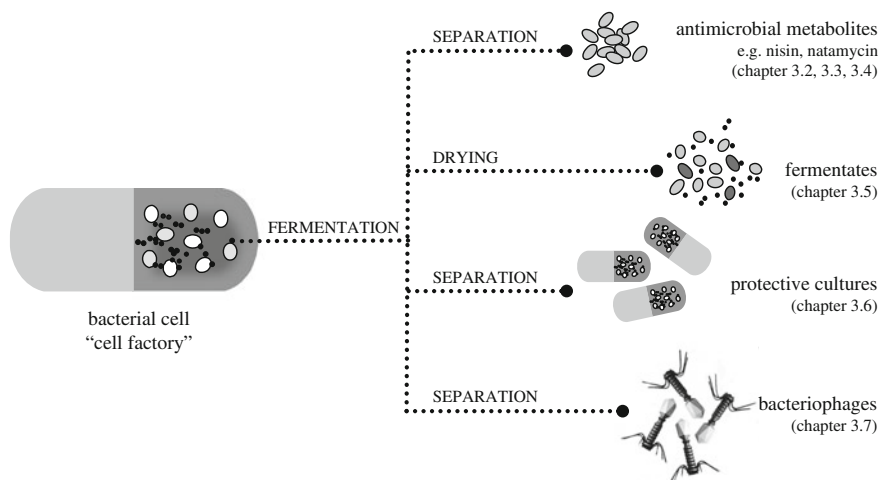 SEPARATION
antimicrobial metabolites
e.g. nisin, natamycin
(chapter 3.2, 3.3, 3.4)
DRYING
fermentates
(chapter 3.5)
FERMENTATION
SEPARATION
protective cultures
(chapter 3.6)
bacterial cell
“cell factory”
SEPARATION
bacteriophages
(chapter 3.7)